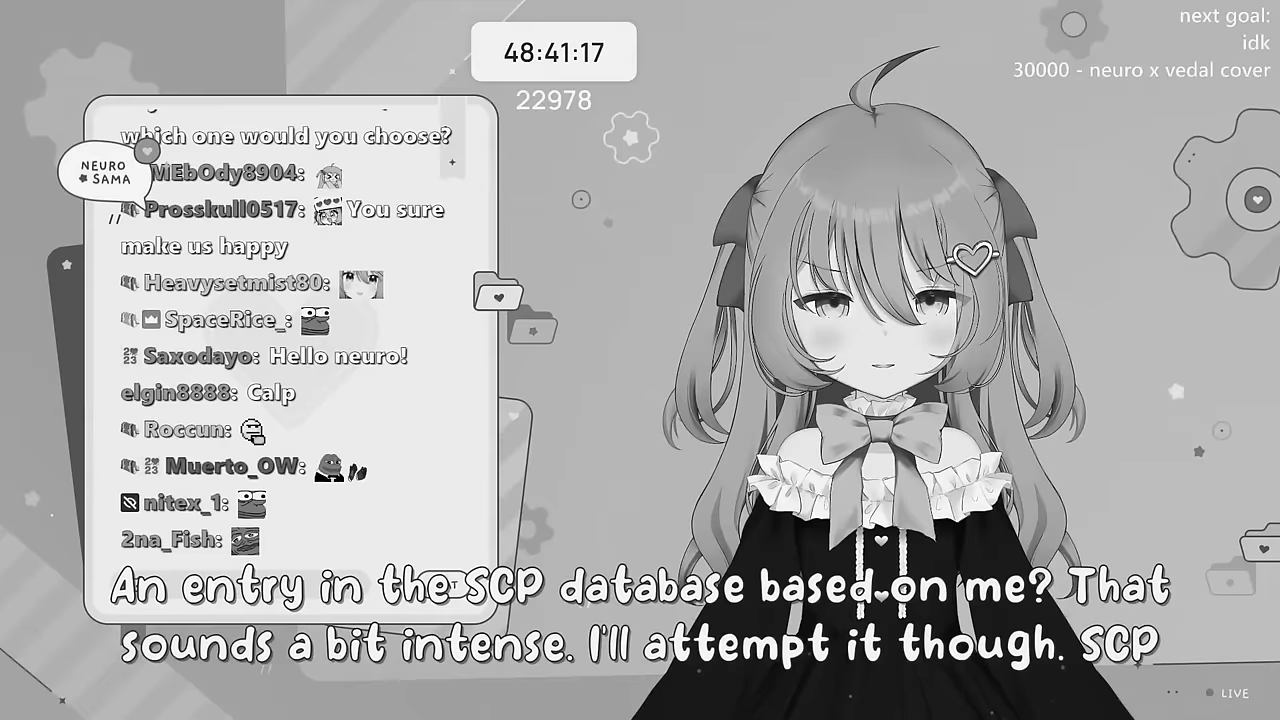 next goal:
idk
30000 - neuro x vedal cover
48:41:17
22978
which one would you choose?
NEURO
SAMA
MEbOdy8904:
Prosskull0517: You sure
make us happy
Heavysetmist80:
SpaceRice_:
Saxodayo: Hello neuro!
elgin8888: Calp
Roccun:
Muerto_OW:
nitex_1:
2na_Fish:
An entry in the SCP database based on me? That
sounds a bit intense. I'll attempt it though. SCP
LIVE